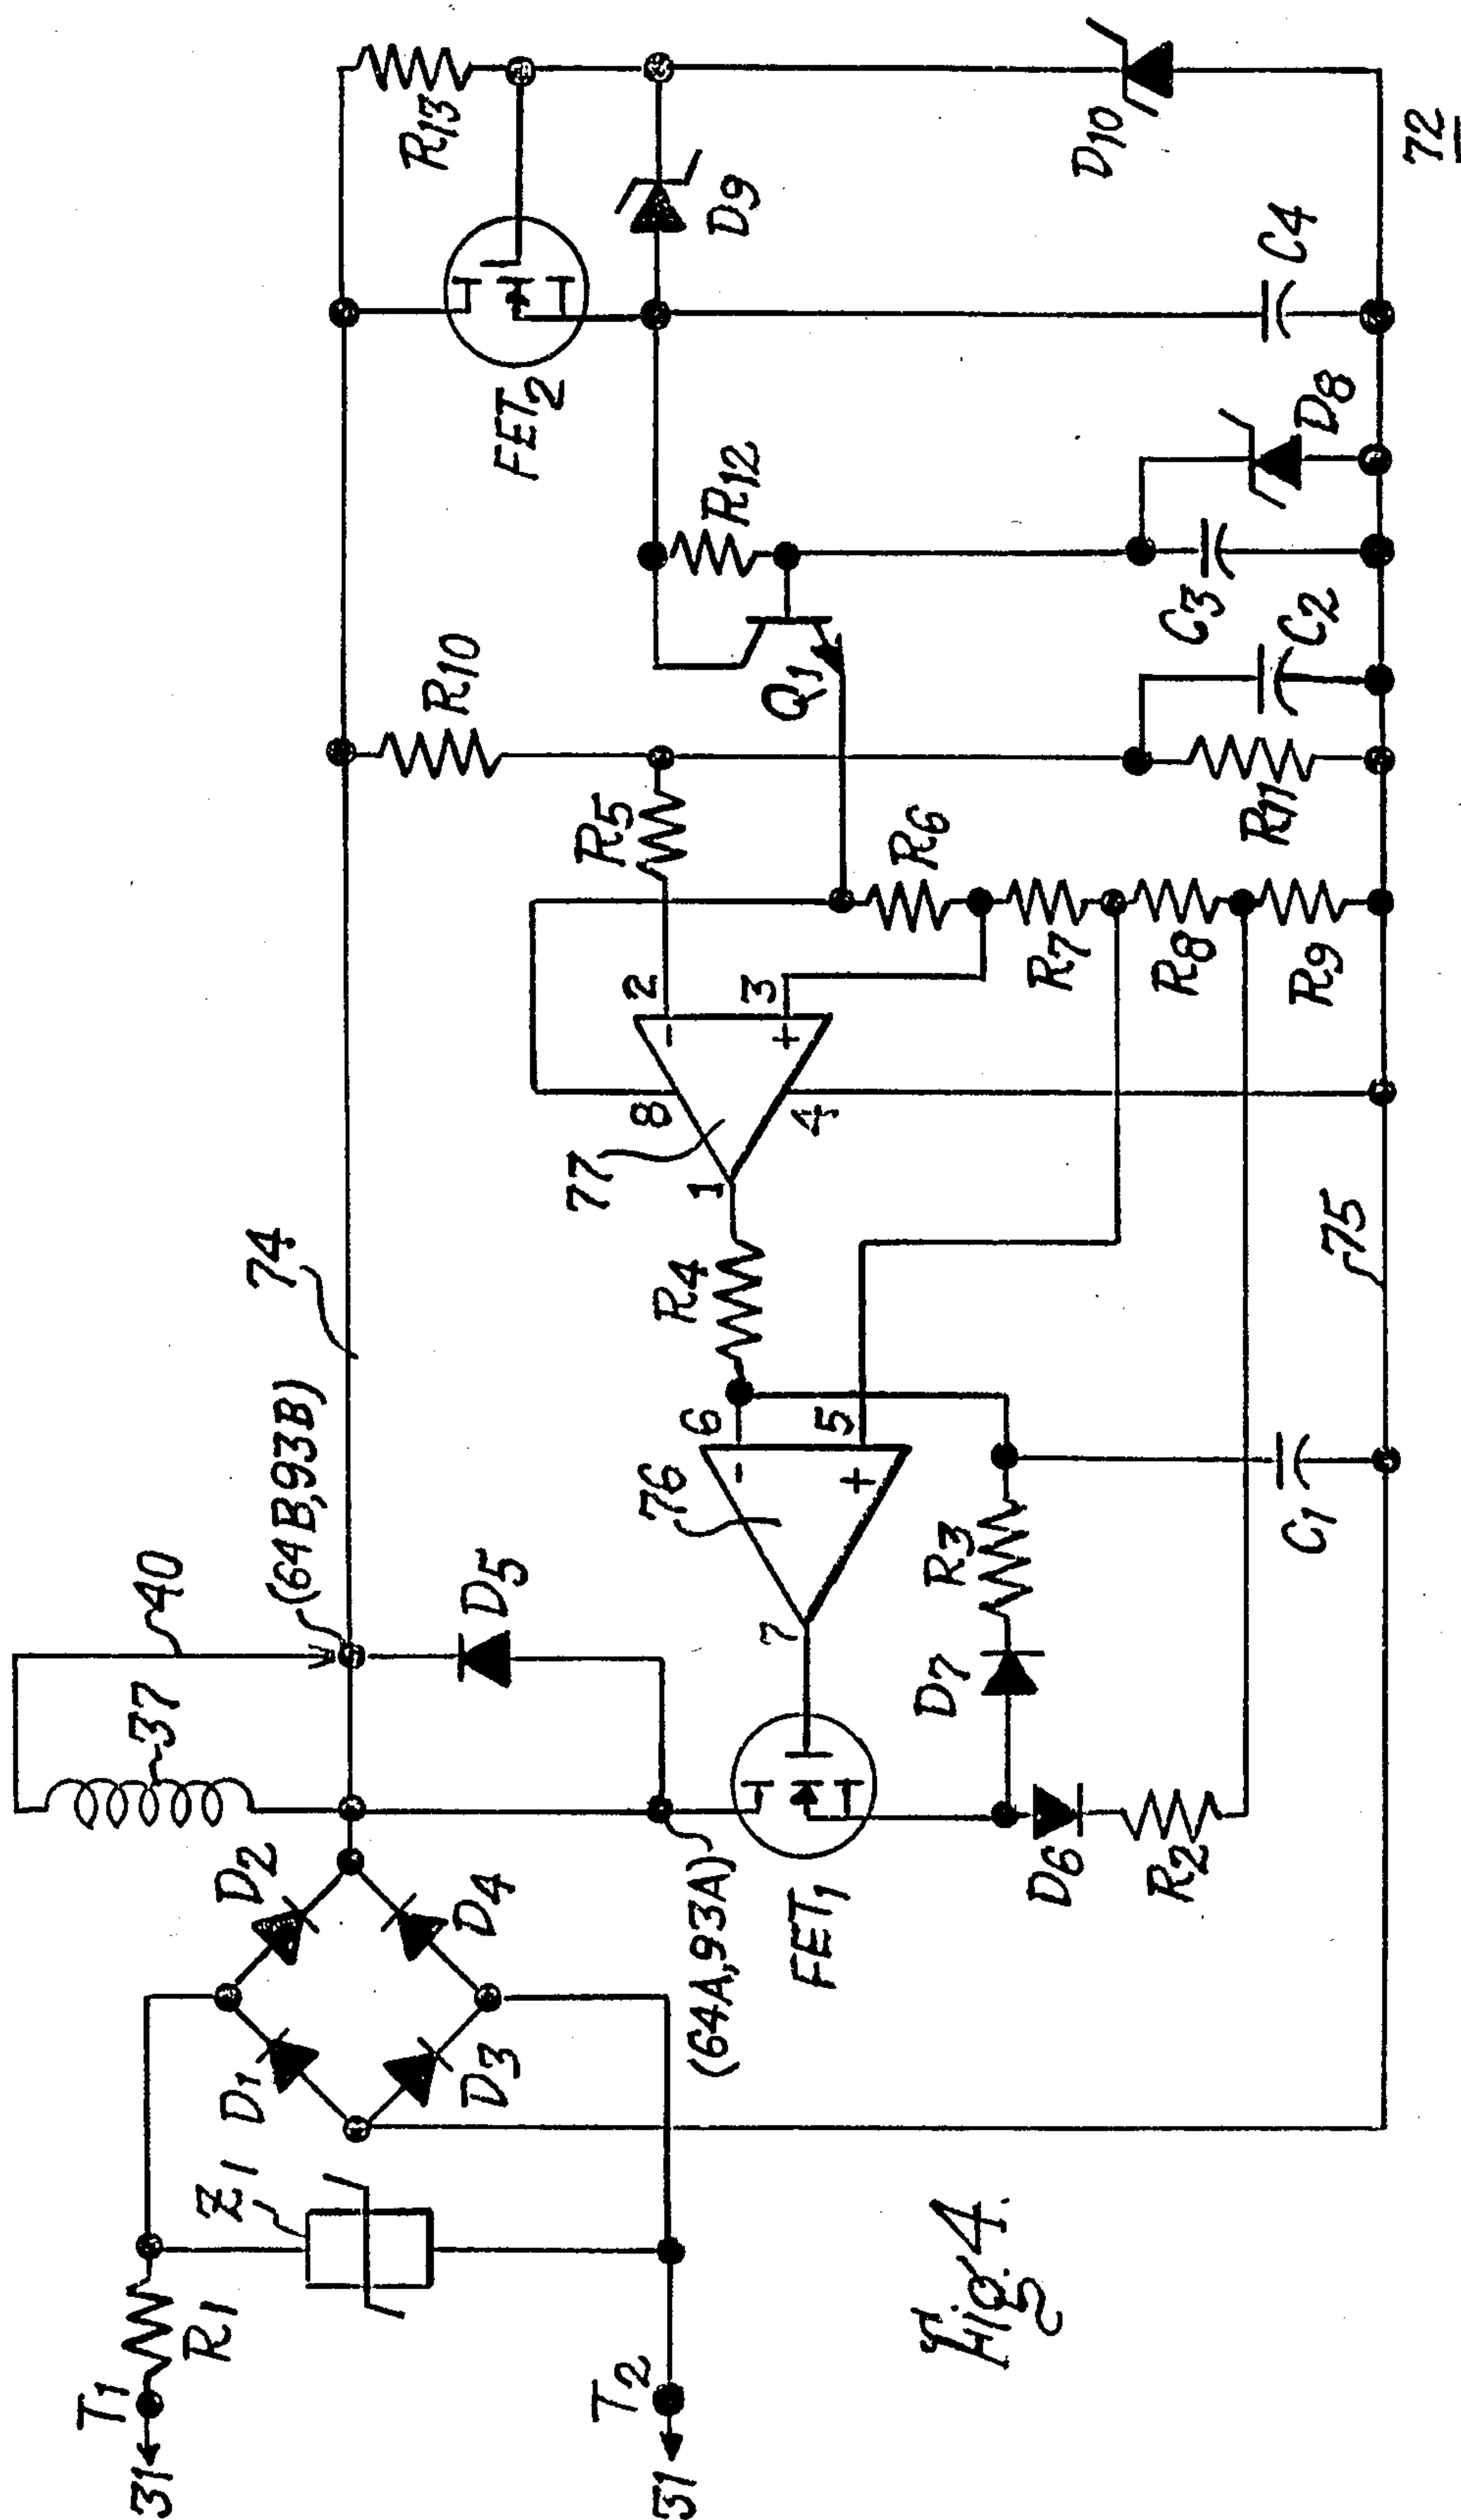 31
T1
R1
Z1
T2
31
D1
D2
D3
D4
37
40
(64B,93B)
74
D5
(64A,93A)
FET1
D6
R2
D7
R3
C1
76
7
6
5
-
+
R4
77
1
8
4
2
3
-
+
75
R5
R6
R7
R8
R9
R10
R11
C2
Q1
R12
C3
D8
C4
FET2
D9
R13
D10
72
Fig. 4.